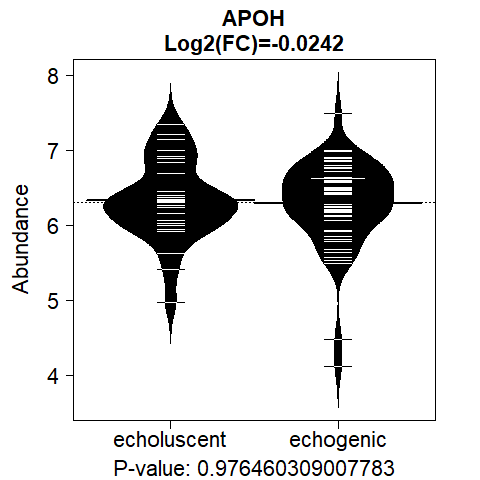 APOH
Log2(FC)=-0.0242
8
7
6
5
4
Abundance
echoluscent echogenic
P-value: 0.976460309007783